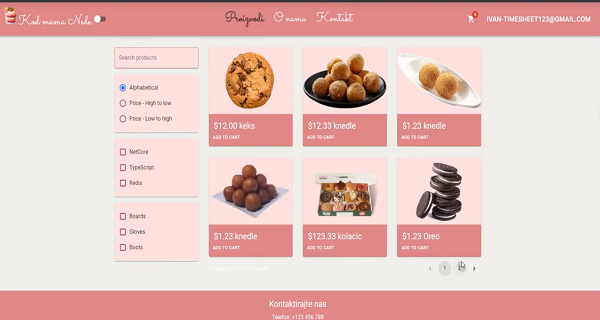 Kod mama Nede
Proizvodi
O nama
Kontakt
0
IVAN-TIMESHEET123@GMAIL.COM
Search products
Alphabetical
Price - High to low
Price - Low to high
NetCore
TypeScript
Redis
Boards
Gloves
Boots
$12.00 keks
ADD TO CART
$12.33 knedle
ADD TO CART
$1.23 knedle
ADD TO CART
$1.23 knedle
ADD TO CART
$123.33 kolacic
ADD TO CART
$1.23 Oreo
ADD TO CART
‹ 1 2 ›
Kontakirajte nas
Telefon: +123 456 789